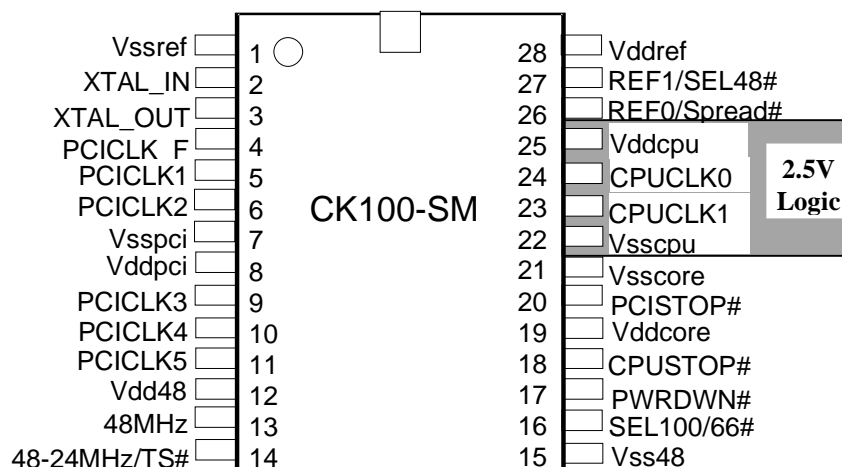 Vssref 1 28 Vddref
XTAL_IN 2 27 REF1/SEL48#
XTAL_OUT 3 26 REF0/Spread#
PCICLK_F 4 25 Vddcpu
PCICLK1 5 24 CPUCLK0 2.5V
PCICLK2 6 CK100-SM 23 CPUCLK1 Logic
Vsspci 7 22 Vsscpu
Vddpci 8 21 Vsscore
PCICLK3 9 20 PCISTOP#
PCICLK4 10 19 Vddcore
PCICLK5 11 18 CPUSTOP#
Vdd48 12 17 PWRDWN#
48MHz 13 16 SEL100/66#
48-24MHz/TS# 14 15 Vss48